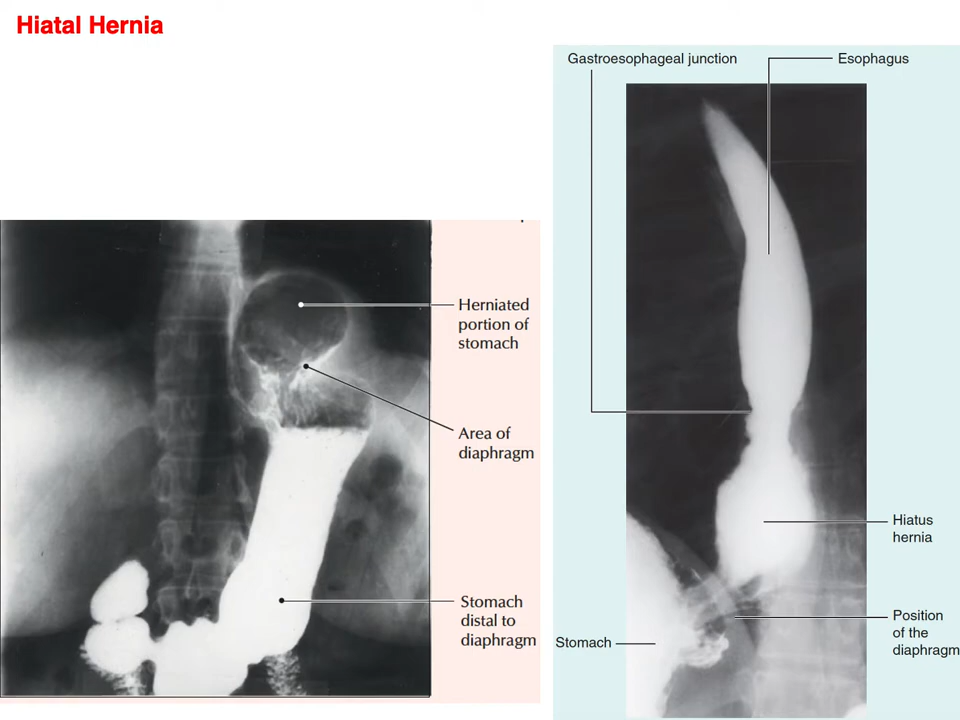 Hiatal Hernia
Gastroesophageal junction
Esophagus
Herniated
portion of
stomach
Area of
diaphragm
Stomach
distal to
diaphragm
Hiatus
hernia
Position
of the
diaphragm
Stomach